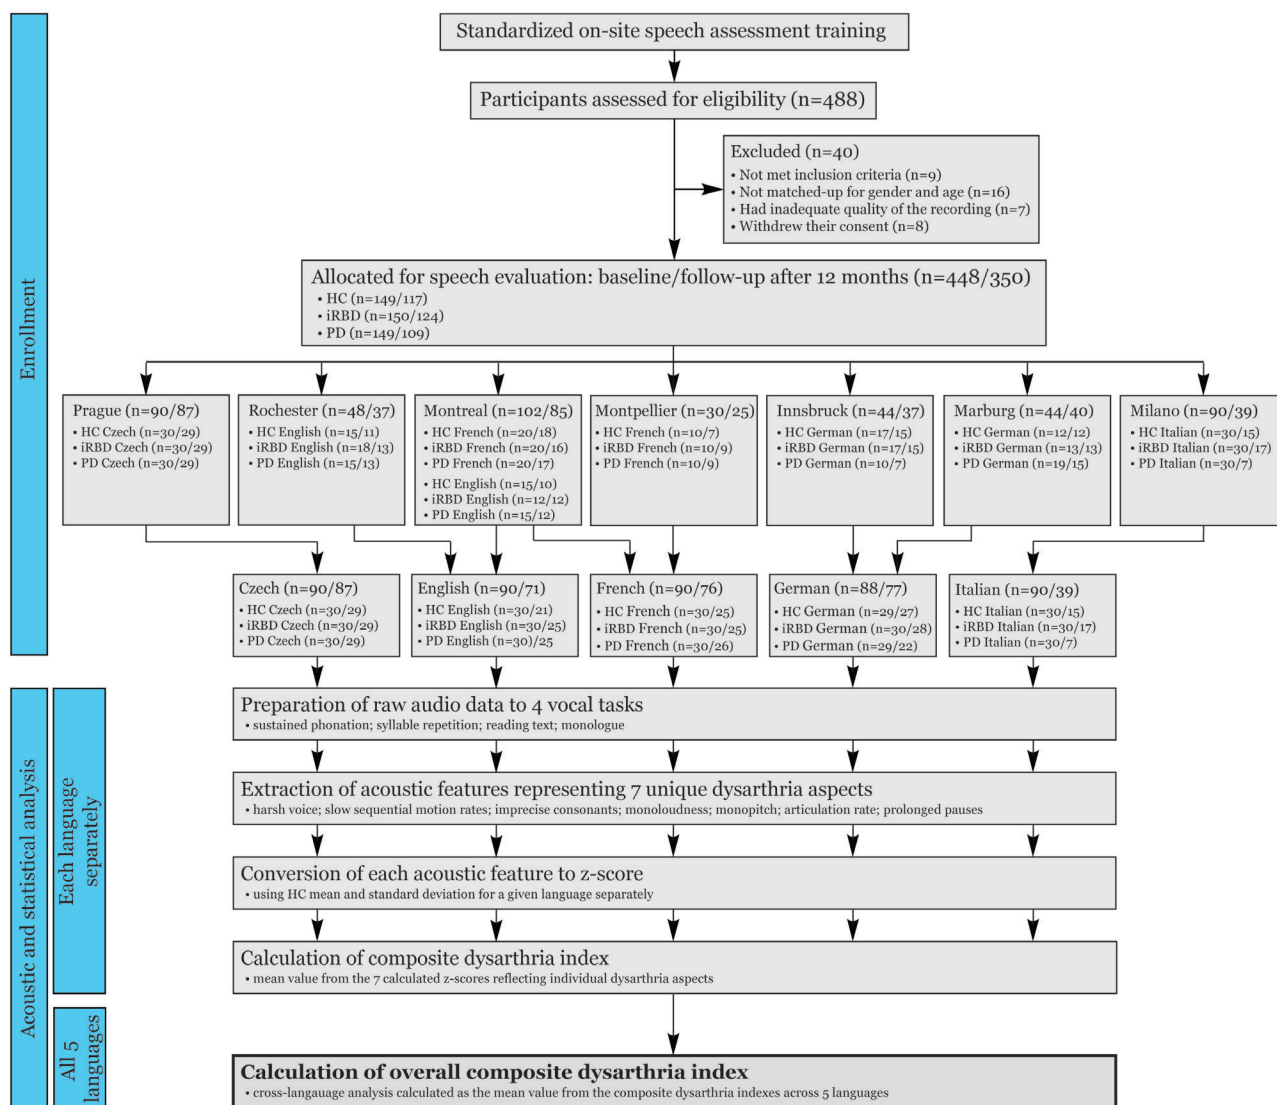 Enrollment
Standardized on-site speech assessment training
Participants assessed for eligibility (n=488)
Excluded (n=40)
• Not met inclusion criteria (n=9)
• Not matched-up for gender and age (n=16)
• Had inadequate quality of the recording (n=7)
• Withdrew their consent (n=8)
Allocated for speech evaluation: baseline/follow-up after 12 months (n=448/350)
• HC (n=149/117)
• iRBD (n=150/124)
• PD (n=149/109)
Prague (n=90/87)
• HC Czech (n=30/29)
• iRBD Czech (n=30/29)
• PD Czech (n=30/29)
Rochester (n=48/37)
• HC English (n=15/11)
• iRBD English (n=18/13)
• PD English (n=15/13)
Montreal (n=102/85)
• HC French (n=20/18)
• iRBD French (n=20/16)
• PD French (n=20/17)
• HC English (n=15/10)
• iRBD English (n=12/12)
• PD English (n=15/12)
Montpellier (n=30/25)
• HC French (n=10/7)
• iRBD French (n=10/9)
• PD French (n=10/9)
Innsbruck (n=44/37)
• HC German (n=17/15)
• iRBD German (n=17/15)
• PD German (n=10/7)
Marburg (n=44/40)
• HC German (n=12/12)
• iRBD German (n=13/13)
• PD German (n=19/15)
Milano (n=90/39)
• HC Italian (n=30/15)
• iRBD Italian (n=30/17)
• PD Italian (n=30/7)
Czech (n=90/87)
• HC Czech (n=30/29)
• iRBD Czech (n=30/29)
• PD Czech (n=30/29)
English (n=90/71)
• HC English (n=30/21)
• iRBD English (n=30/25)
• PD English (n=30)/25
French (n=90/76)
• HC French (n=30/25)
• iRBD French (n=30/25)
• PD French (n=30/26)
German (n=88/77)
• HC German (n=29/27)
• iRBD German (n=30/28)
• PD German (n=29/22)
Italian (n=90/39)
• HC Italian (n=30/15)
• iRBD Italian (n=30/17)
• PD Italian (n=30/7)
Acoustic and statistical analysis
Each language
separately
Preparation of raw audio data to 4 vocal tasks
• sustained phonation; syllable repetition; reading text; monologue
Extraction of acoustic features representing 7 unique dysarthria aspects
• harsh voice; slow sequential motion rates; imprecise consonants; monoloudness; monopitch; articulation rate; prolonged pauses
Conversion of each acoustic feature to z-score
• using HC mean and standard deviation for a given language separately
Calculation of composite dysarthria index
• mean value from the 7 calculated z-scores reflecting individual dysarthria aspects
All 5
languages
Calculation of overall composite dysarthria index
• cross-langauage analysis calculated as the mean value from the composite dysarthria indexes across 5 languages